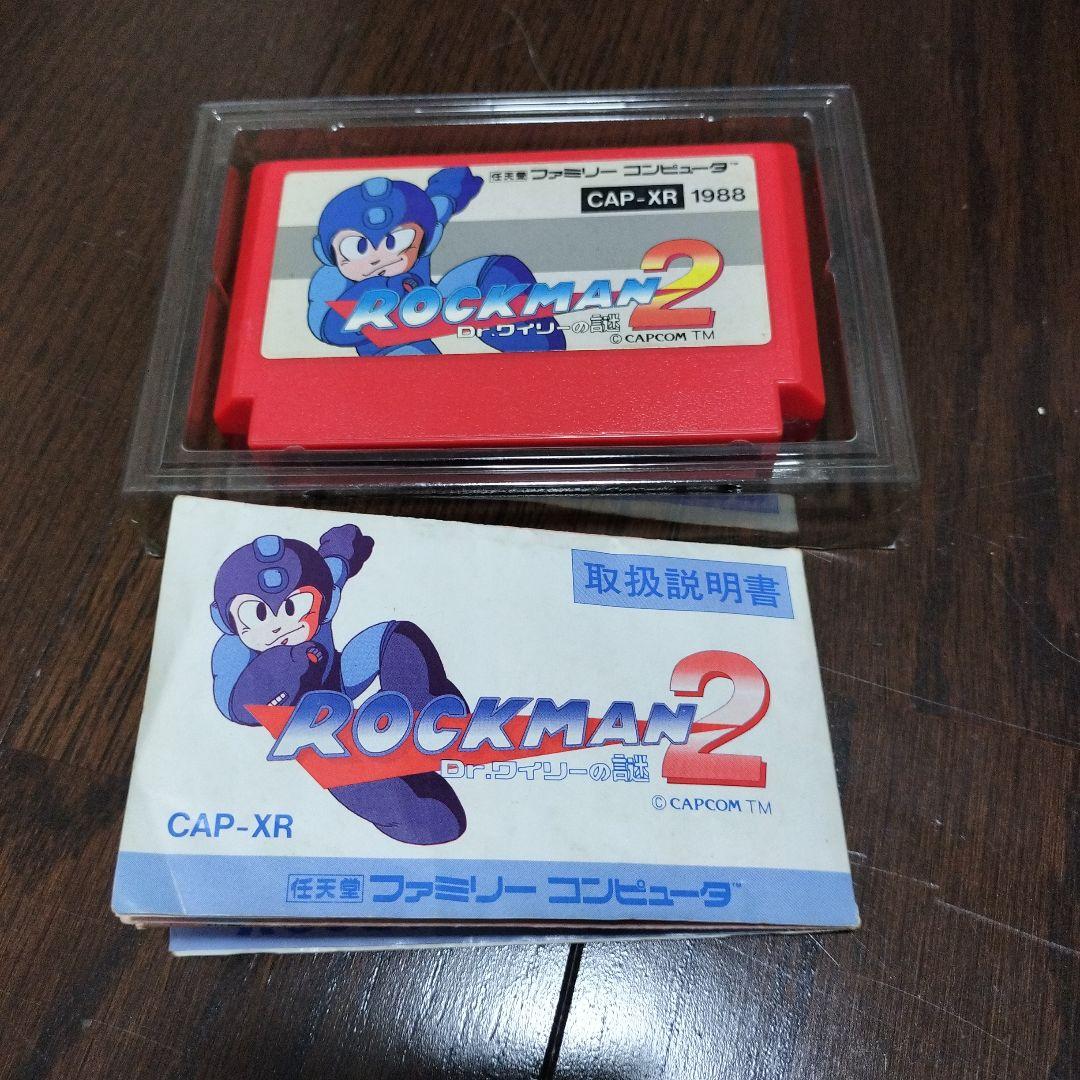 任天堂 ファミリー コンピュータ™
CAP-XR 1988
ROCKMAN 2
Dr.ワイリーの謎
©CAPCOM TM
取扱説明書
ROCKMAN 2
Dr.ワイリーの謎
©CAPCOM TM
CAP-XR
任天堂 ファミリー コンピュータ™